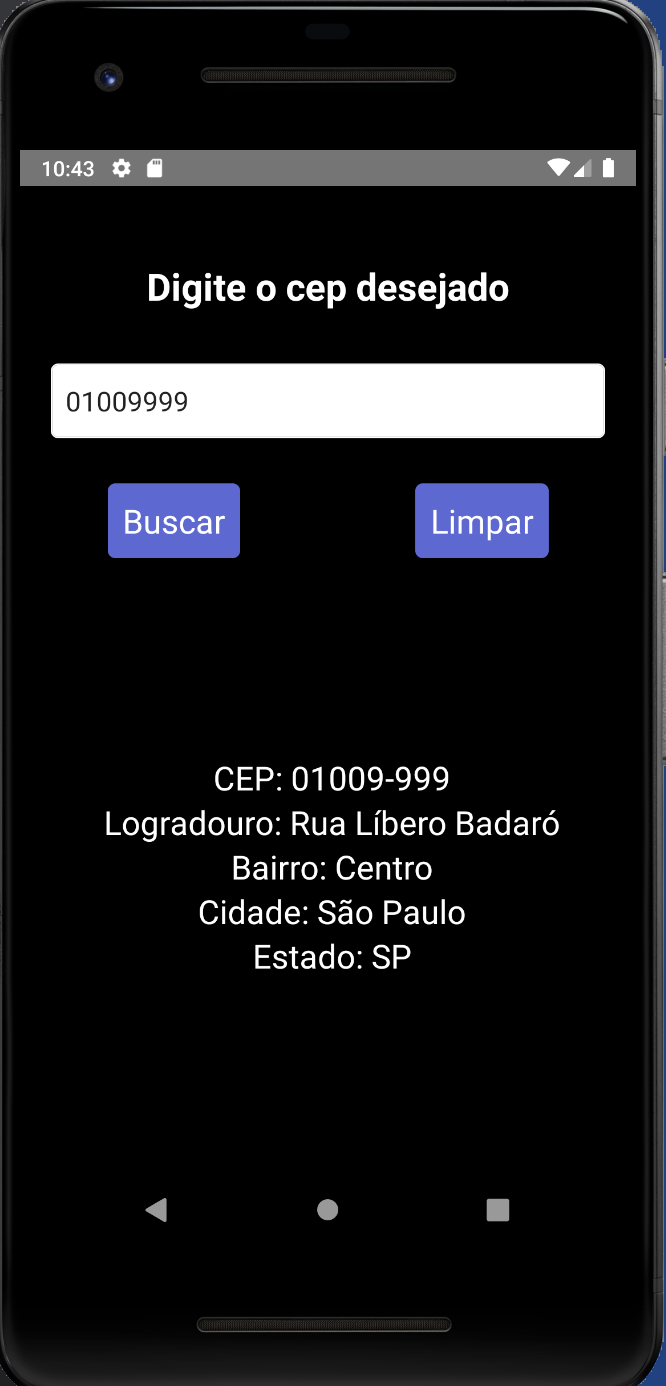 10:43
Digite o cep desejado
01009999
Buscar Limpar
CEP: 01009-999
Logradouro: Rua Líbero Badaró
Bairro: Centro
Cidade: São Paulo
Estado: SP